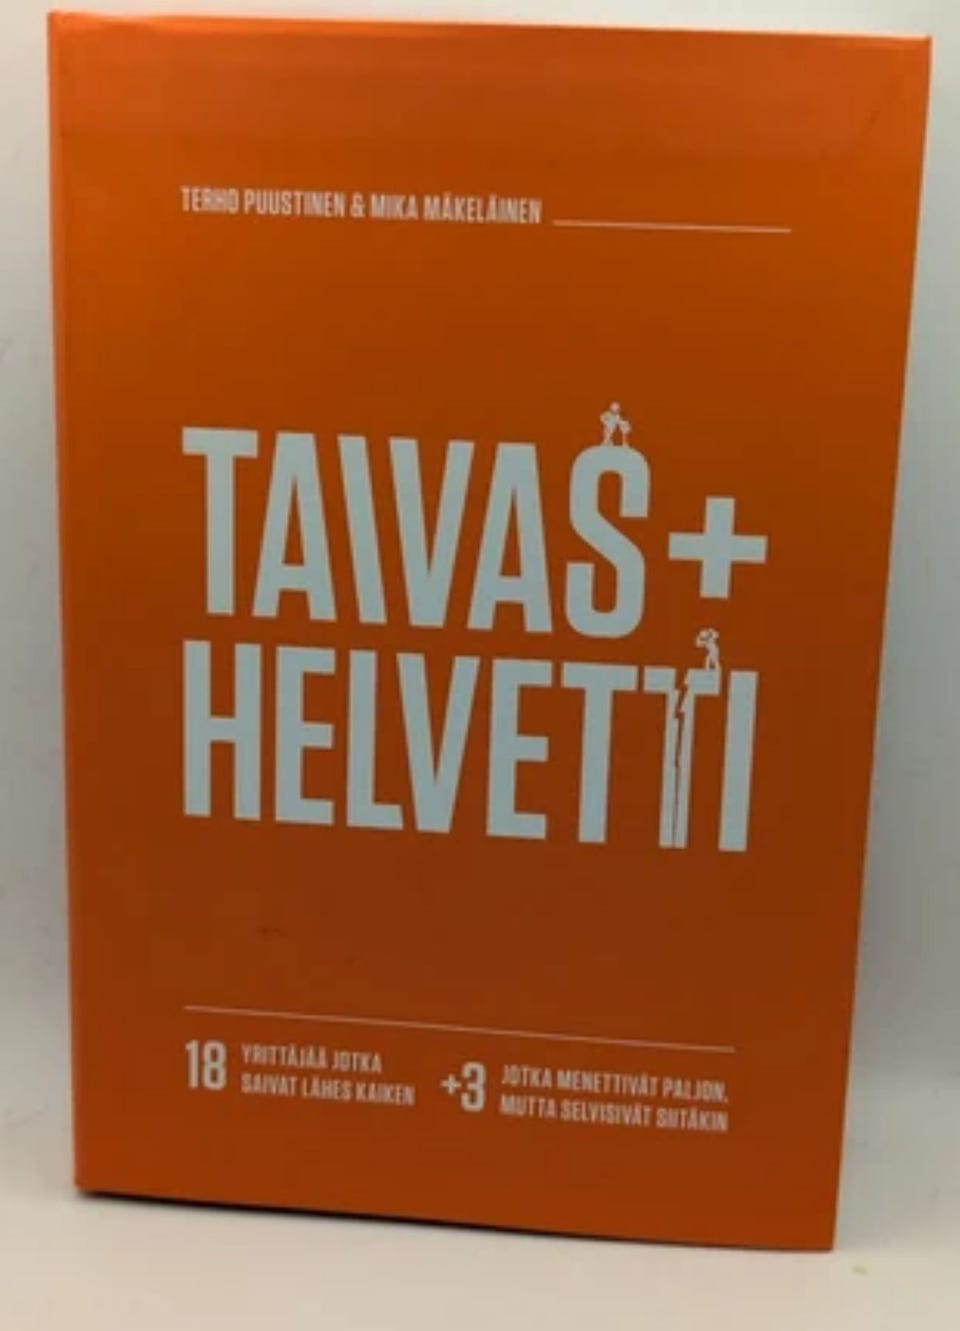 TERHO PUUSTINEN & MIKA MÄKELÄINEN
TAIVAS +
HELVETTI
18 YRITTÄJÄÄ JOTKA
SAIVAT LÄHES KAIKEN
+3 JOTKA MENETTIVÄT PALJON,
MUTTA SELVISIVÄT SIITÄKIN